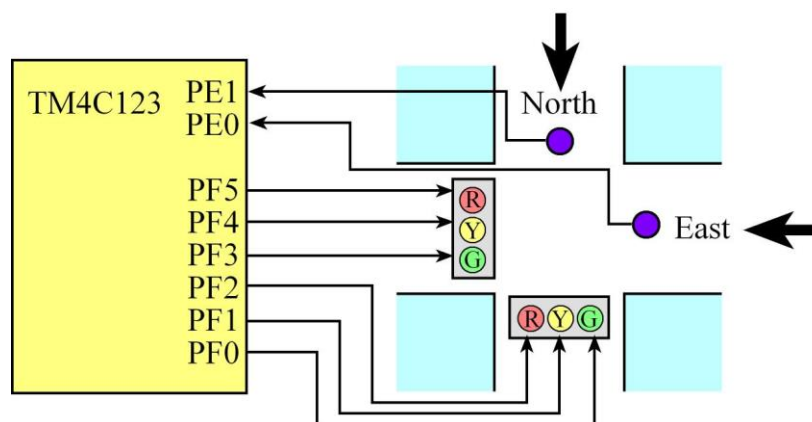 TM4C123
PE1
PE0
PF5
PF4
PF3
PF2
PF1
PF0
North
East
R
Y
G
R Y G